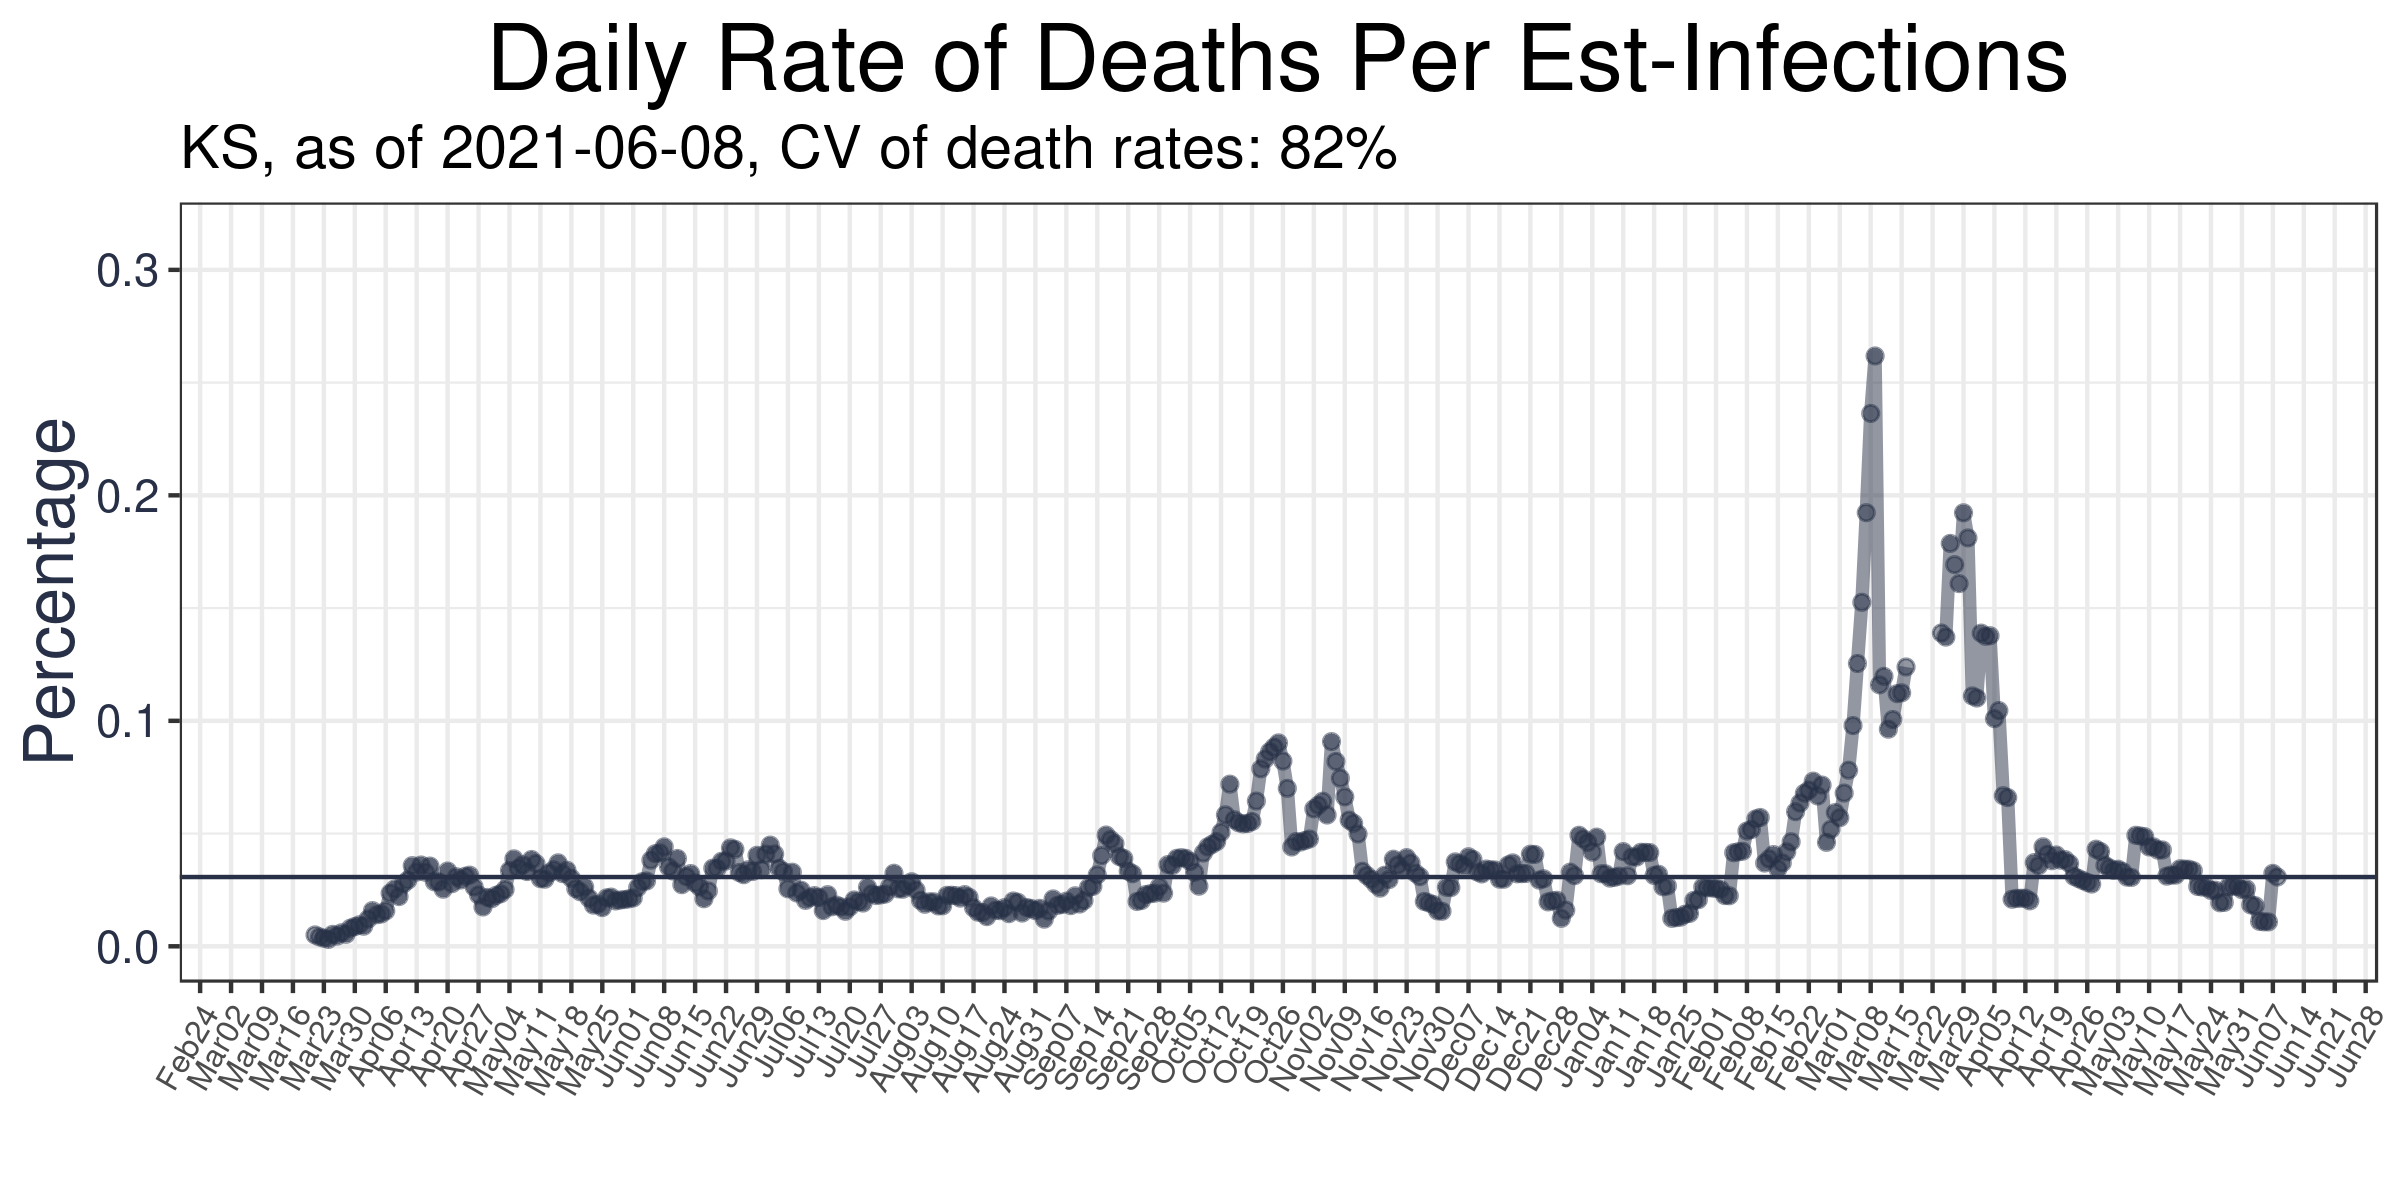 Daily Rate of Deaths Per Est-Infections
KS, as of 2021-06-08, CV of death rates: 82%
Percentage
0.3
0.2
0.1
0.0
Feb24
Mar02
Mar09
Mar16
Mar23
Mar30
Apr06
Apr13
Apr20
Apr27
May04
May11
May18
May25
Jun01
Jun08
Jun15
Jun22
Jun29
Jul06
Jul13
Jul20
Jul27
Aug03
Aug10
Aug17
Aug24
Aug31
Sep07
Sep14
Sep21
Sep28
Oct05
Oct12
Oct19
Oct26
Nov02
Nov09
Nov16
Nov23
Nov30
Dec07
Dec14
Dec21
Dec28
Jan04
Jan11
Jan18
Jan25
Feb01
Feb08
Feb15
Feb22
Mar01
Mar08
Mar15
Mar22
Mar29
Apr05
Apr12
Apr19
Apr26
May03
May10
May17
May24
May31
Jun07
Jun14
Jun21
Jun28